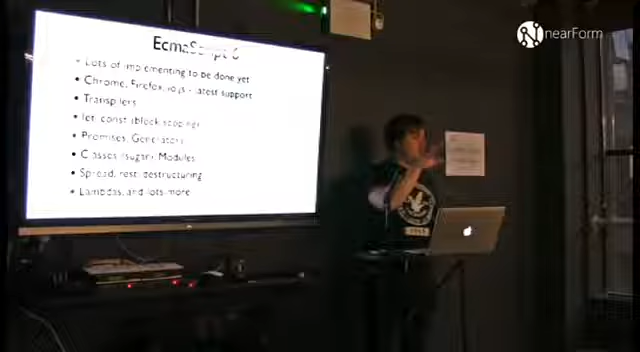 EcmaScript 6
nearForm
• Lots of implementing to be done yet
• Chrome, Firefox, io.js - latest support
• Transpilers
• let, const (block scoping)
• Promises, Generators
• Classes (sugar), Modules
• Spread, rest, destructuring
• Lambdas, and lots more